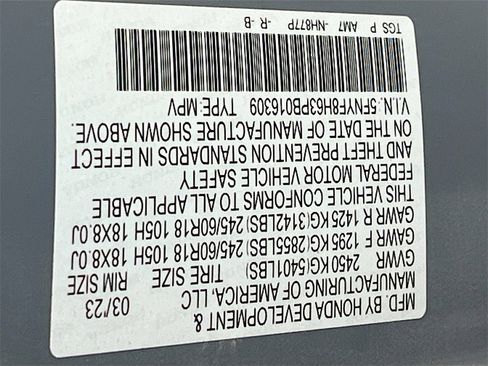 MFD. BY HONDA DEVELOPMENT &
MANUFACTURING OF AMERICA, LLC 03/23
GVWR 2450 KG(5401LBS) TIRE SIZE RIM SIZE
GAWR F 1295 KG(2855LBS) 245/60R18 105H 18X8.0J
GAWR R 1425 KG(3142LBS) 245/60R18 105H 18X8.0J
THIS VEHICLE CONFORMS TO ALL APPLICABLE
FEDERAL MOTOR VEHICLE SAFETY
AND THEFT PREVENTION STANDARDS IN EFFECT
ON THE DATE OF MANUFACTURE SHOWN ABOVE.
V.I.N.:5FNYF8H63PB016309 TYPE:MPV
TGS P AM7 -NH877P -R -B